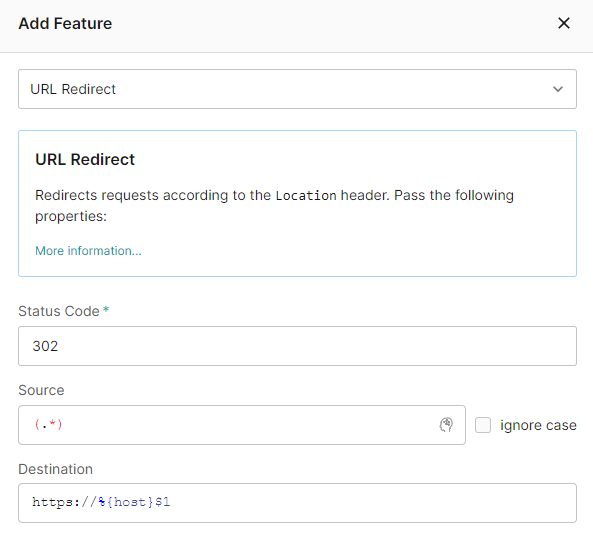 Add Feature
URL Redirect
URL Redirect
Redirects requests according to the Location header. Pass the following
properties:
More information...
Status Code *
302
Source
(.*)
ignore case
Destination
https://%{host}$1